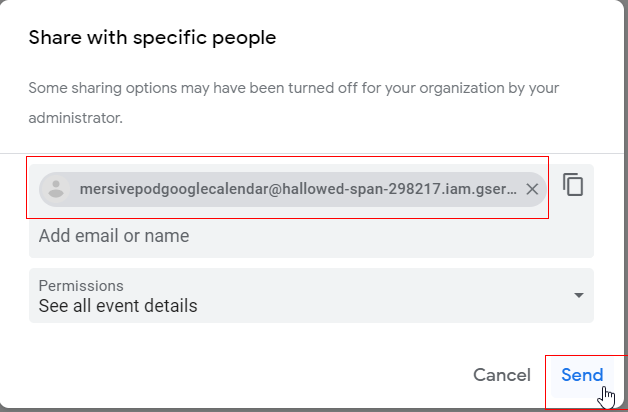 Share with specific people
Some sharing options may have been turned off for your organization by your
administrator.
mersivepodgooglecalendar@hallowed-span-298217.iam.gser...
Add email or name
Permissions
See all event details
Cancel
Send